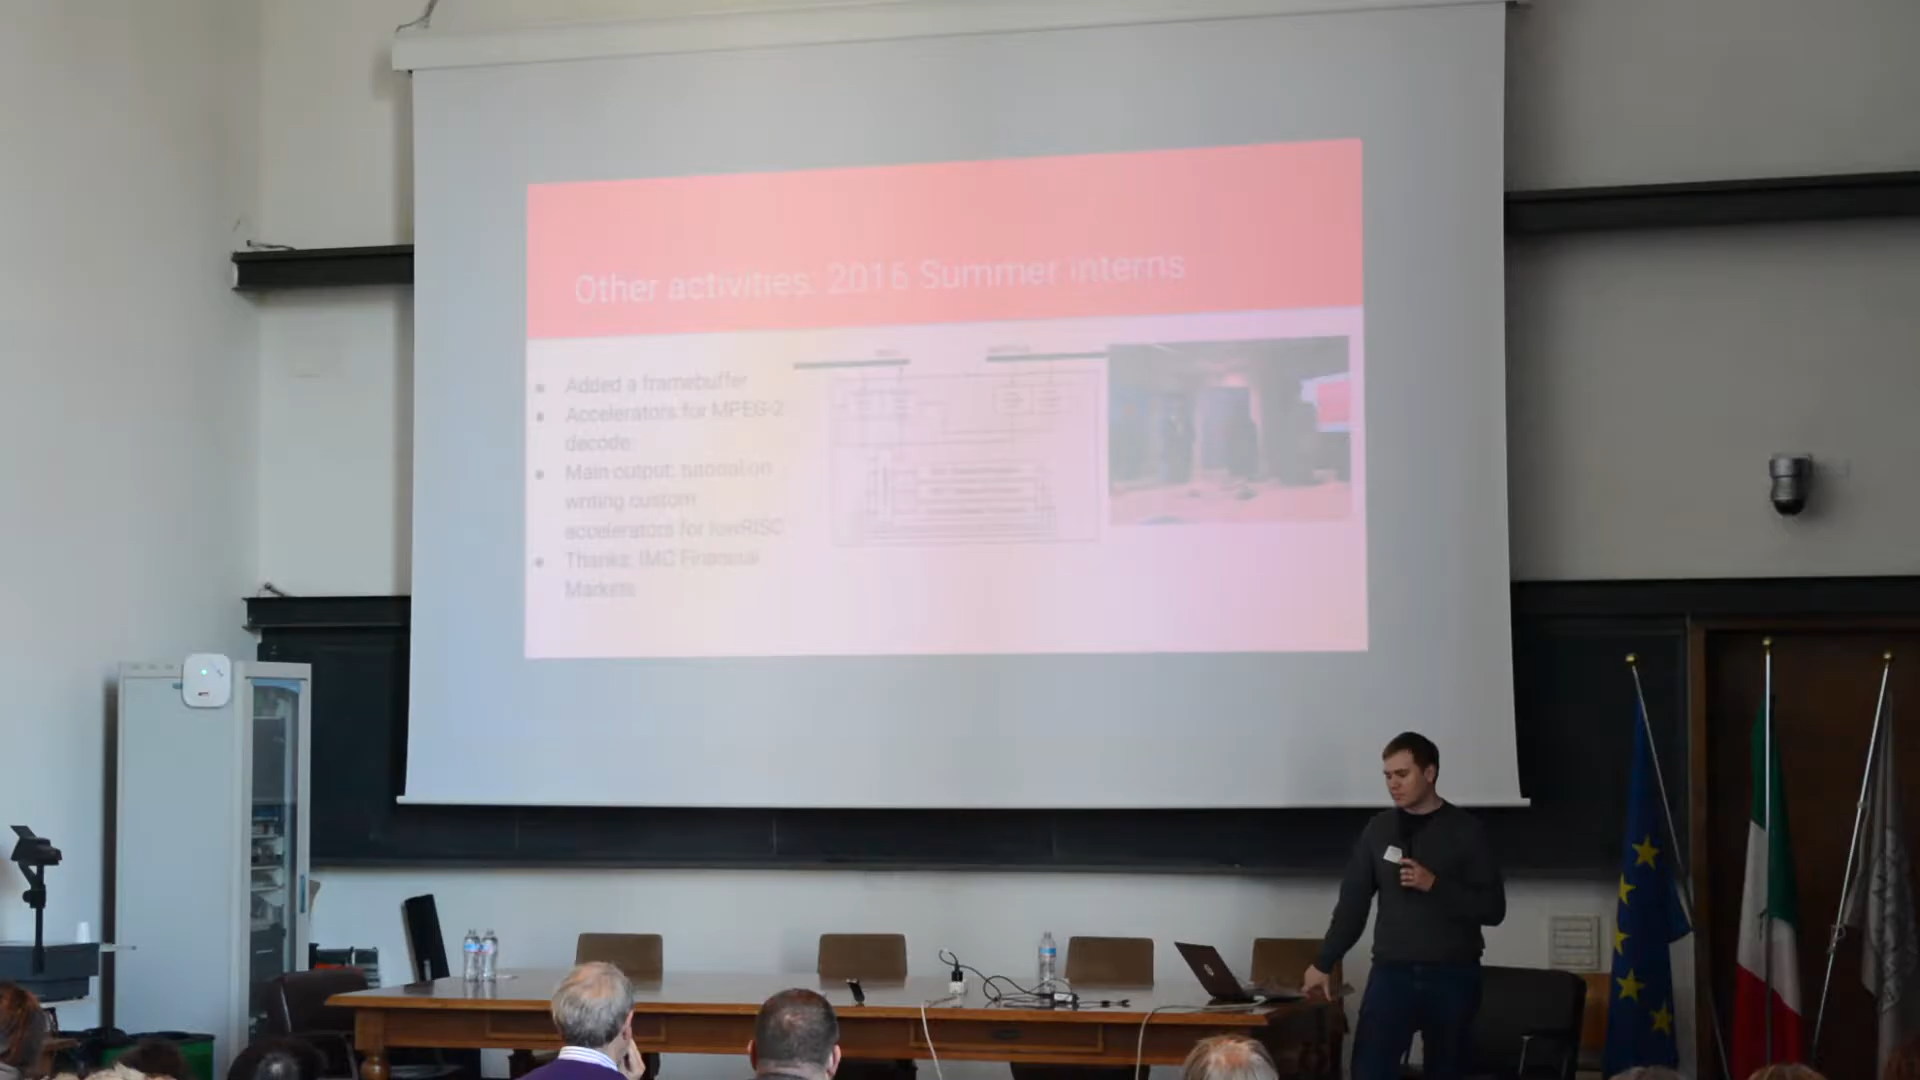 Other activities: 2016 Summer interns
Added a framebuffer
Accelerators for MPEG-2
decode
Main output: tutorial on
writing custom
accelerators for lowRISC
Thanks: IMC Financial
Markets